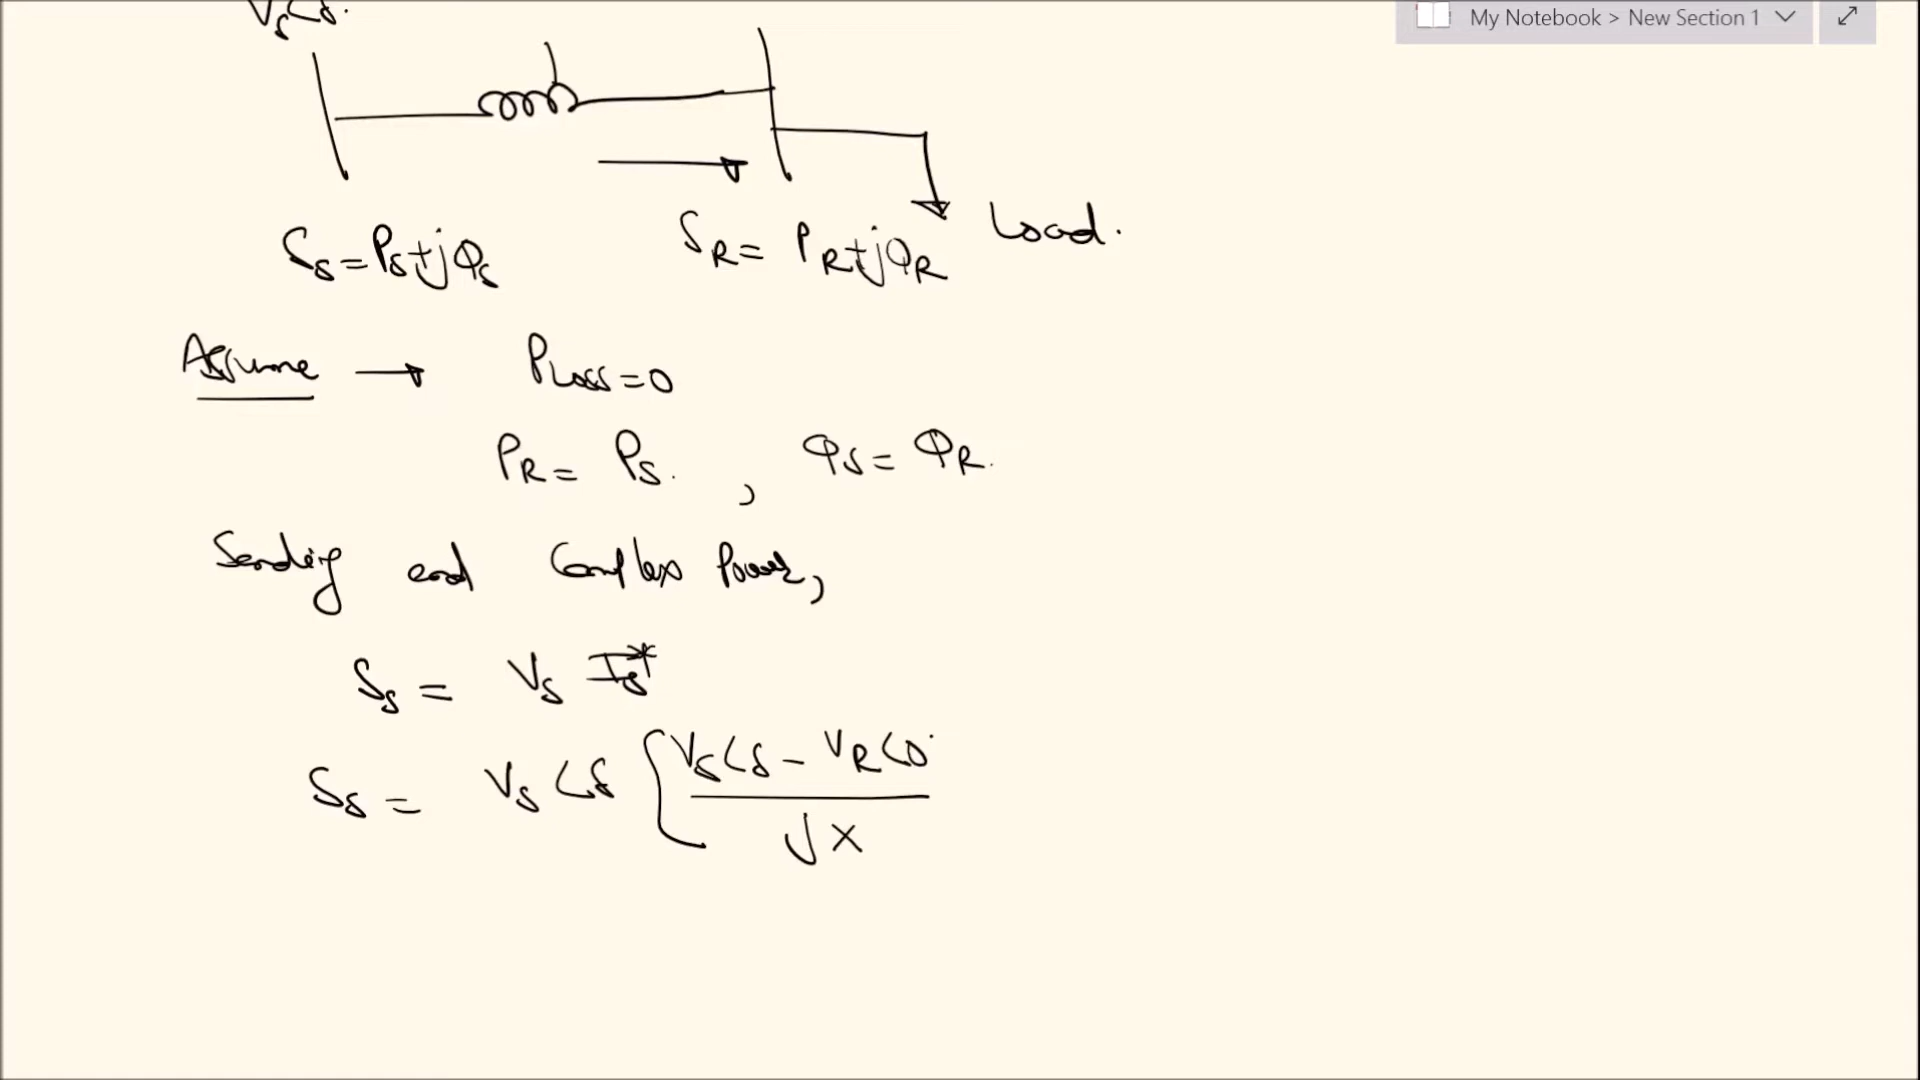 My Notebook > New Section 1
Vs∠δ.
Ss = Ps+jQs
SR = PR+jQR
Load.
Assume → PLoss = 0
PR = Ps. , Qs = QR.
Sending end Complex Power,
Ss = Vs Is*
Ss = Vs∠δ { Vs∠δ - VR∠0°
jX